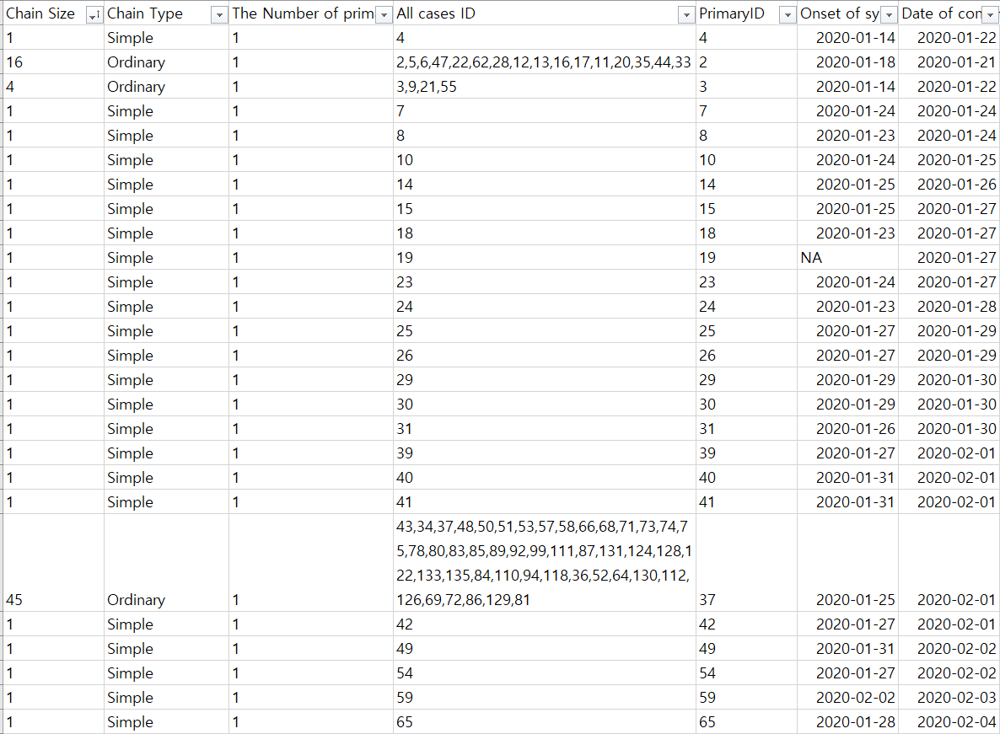 Chain Size Chain Type The Number of prim All cases ID PrimaryID Onset of sy Date of con
1 Simple 1 4 4 2020-01-14 2020-01-22
16 Ordinary 1 2,5,6,47,22,62,28,12,13,16,17,11,20,35,44,33 2 2020-01-18 2020-01-21
4 Ordinary 1 3,9,21,55 3 2020-01-14 2020-01-22
1 Simple 1 7 7 2020-01-24 2020-01-24
1 Simple 1 8 8 2020-01-23 2020-01-24
1 Simple 1 10 10 2020-01-24 2020-01-25
1 Simple 1 14 14 2020-01-25 2020-01-26
1 Simple 1 15 15 2020-01-25 2020-01-27
1 Simple 1 18 18 2020-01-23 2020-01-27
1 Simple 1 19 19 NA 2020-01-27
1 Simple 1 23 23 2020-01-24 2020-01-27
1 Simple 1 24 24 2020-01-23 2020-01-28
1 Simple 1 25 25 2020-01-27 2020-01-29
1 Simple 1 26 26 2020-01-27 2020-01-29
1 Simple 1 29 29 2020-01-29 2020-01-30
1 Simple 1 30 30 2020-01-29 2020-01-30
1 Simple 1 31 31 2020-01-26 2020-01-30
1 Simple 1 39 39 2020-01-27 2020-02-01
1 Simple 1 40 40 2020-01-31 2020-02-01
1 Simple 1 41 41 2020-01-31 2020-02-01
43,34,37,48,50,51,53,57,58,66,68,71,73,74,7
5,78,80,83,85,89,92,99,111,87,131,124,128,1
22,133,135,84,110,94,118,36,52,64,130,112,
45 Ordinary 1 126,69,72,86,129,81 37 2020-01-25 2020-02-01
1 Simple 1 42 42 2020-01-27 2020-02-01
1 Simple 1 49 49 2020-01-31 2020-02-02
1 Simple 1 54 54 2020-01-27 2020-02-02
1 Simple 1 59 59 2020-02-02 2020-02-03
1 Simple 1 65 65 2020-01-28 2020-02-04